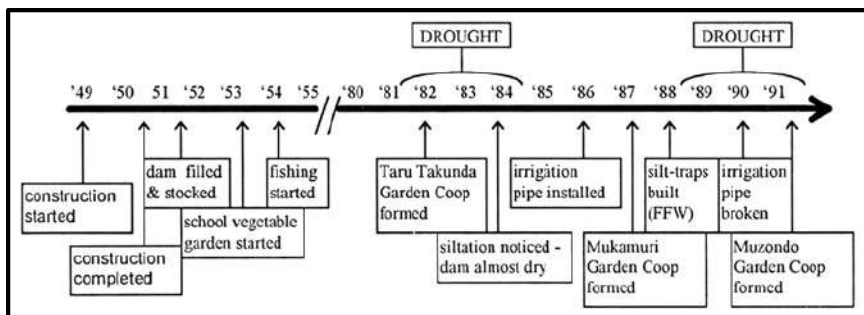 DROUGHT DROUGHT
'49 '50 51 '52 '53 '54 '55 '80 '81 '82 '83 '84 '85 '86 '87 '88 '89 '90 '91
dam filled
& stocked
fishing
started
Taru Takunda
Garden Coop
formed
irrigation
pipe installed
silt-traps
built
(FFW)
irrigation
pipe
broken
construction
started
school vegetable
garden started
construction
completed
siltation noticed -
dam almost dry
Mukamuri
Garden Coop
formed
Muzondo
Garden Coop
formed